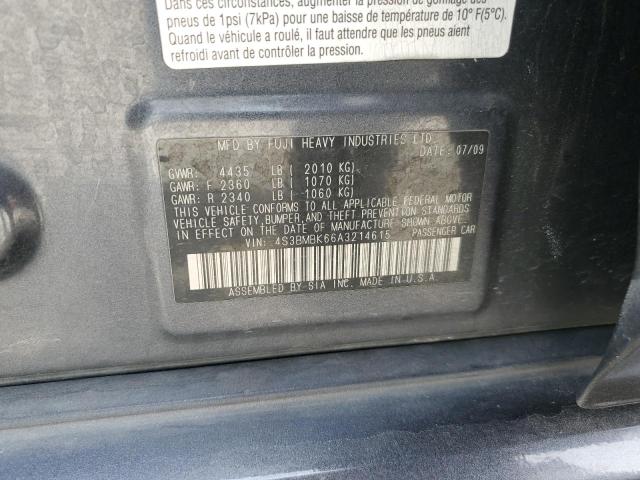 Dans ces circonstances, augmenter la pression de gonflage des
pneus de 1psi (7kPa) pour une baisse de température de 10° F(5°C).
Quand le véhicule a roulé, il faut attendre que les pneus aient
refroidi avant de contrôler la pression.
MFD BY FUJI HEAVY INDUSTRIES LTD.
DATE: 07/09
GVWR: 4435 LB ( 2010 KG)
GAWR: F 2360 LB ( 1070 KG)
GAWR: R 2340 LB ( 1060 KG)
THIS VEHICLE CONFORMS TO ALL APPLICABLE FEDERAL MOTOR
VEHICLE SAFETY, BUMPER, AND THEFT PREVENTION STANDARDS
IN EFFECT ON THE DATE OF MANUFACTURE SHOWN ABOVE.
VIN: 4S3BMBK66A3214615 PASSENGER CAR
ASSEMBLED BY SIA INC. MADE IN U.S.A.